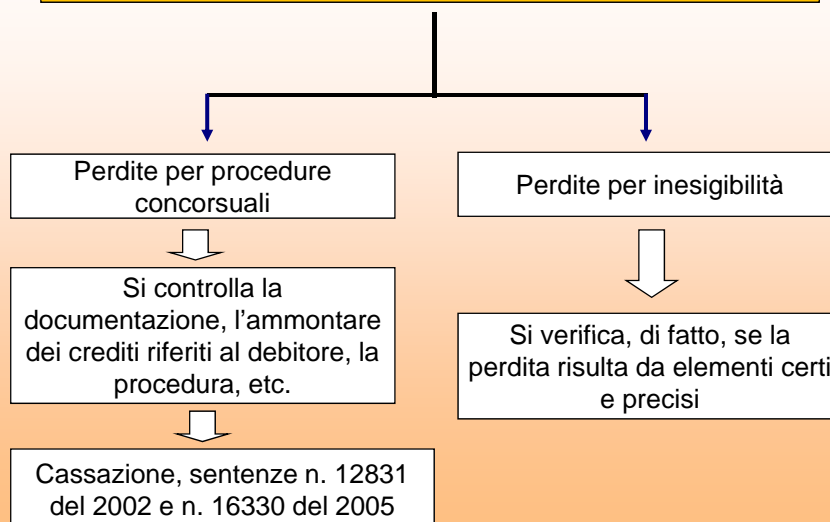 Perdite per procedure
concorsuali
Perdite per inesigibilità
Si controlla la
documentazione, l’ammontare
dei crediti riferiti al debitore, la
procedura, etc.
Si verifica, di fatto, se la
perdita risulta da elementi certi
e precisi
Cassazione, sentenze n. 12831
del 2002 e n. 16330 del 2005